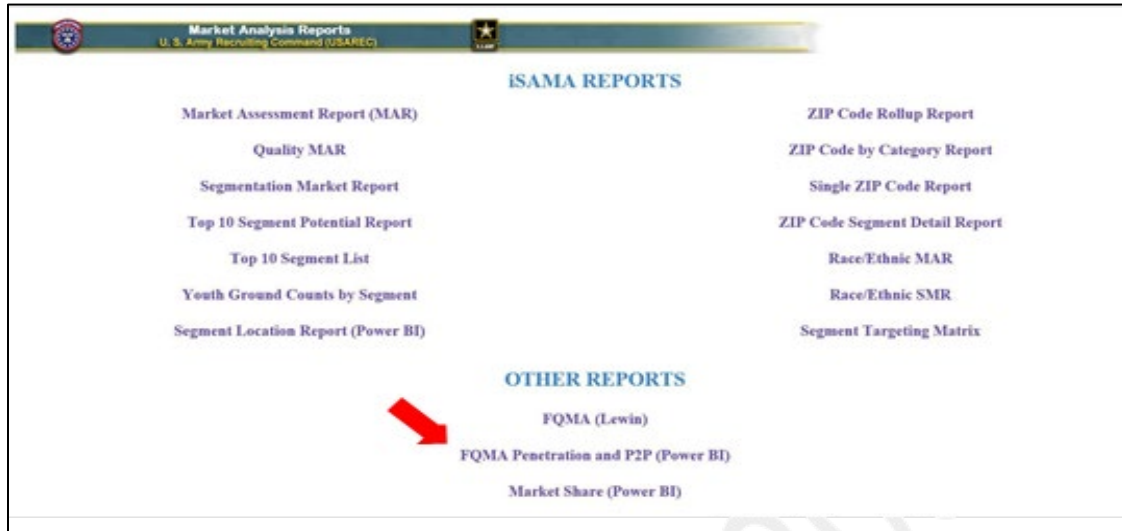 Market Analysis Reports
U. S. Army Recruiting Command (USAREC)
iSAMA REPORTS
Market Assessment Report (MAR)
Quality MAR
Segmentation Market Report
Top 10 Segment Potential Report
Top 10 Segment List
Youth Ground Counts by Segment
Segment Location Report (Power BI)
ZIP Code Rollup Report
ZIP Code by Category Report
Single ZIP Code Report
ZIP Code Segment Detail Report
Race/Ethnic MAR
Race/Ethnic SMR
Segment Targeting Matrix
OTHER REPORTS
FQMA (Lewin)
FQMA Penetration and P2P (Power BI)
Market Share (Power BI)